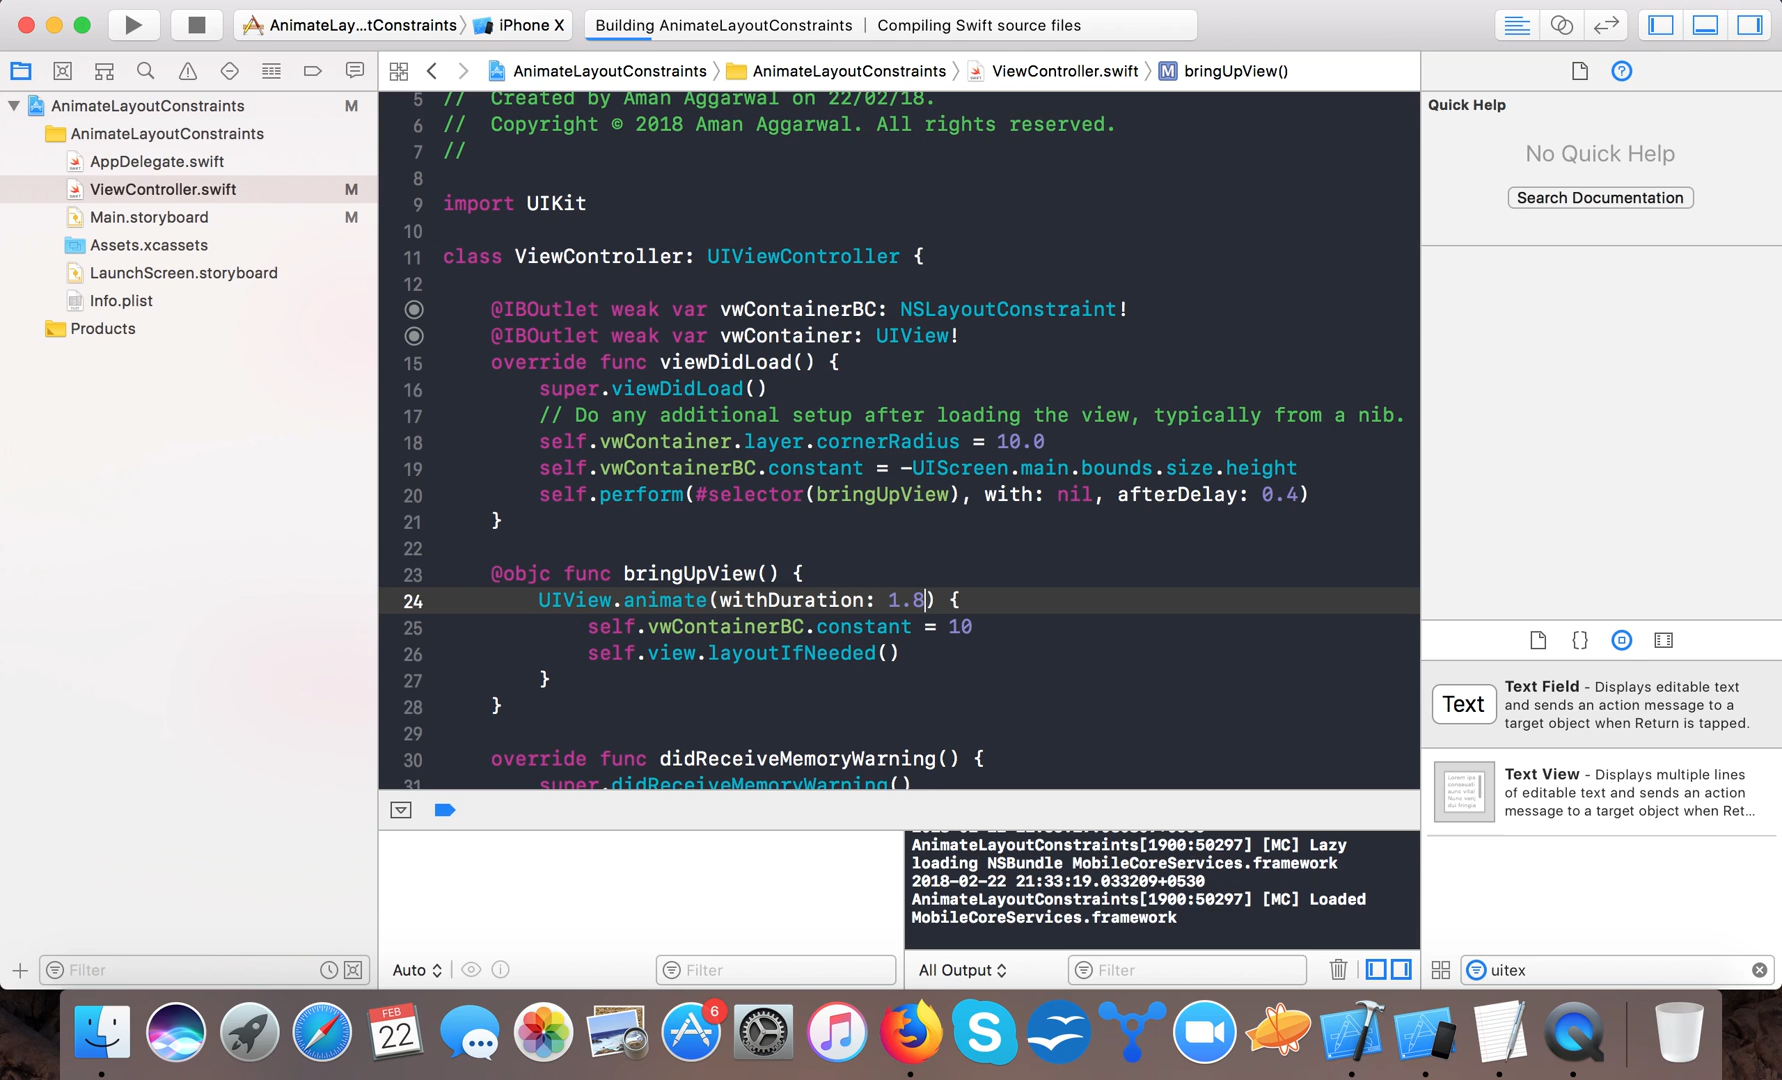 AnimateLay...tConstraints
iPhone X
Building AnimateLayoutConstraints | Compiling Swift source files
AnimateLayoutConstraints
AnimateLayoutConstraints
ViewController.swift
M bringUpView()
AnimateLayoutConstraints M
AnimateLayoutConstraints
AppDelegate.swift
ViewController.swift M
Main.storyboard M
Assets.xcassets
LaunchScreen.storyboard
Info.plist
Products
Filter
5 //  Created by Aman Aggarwal on 22/02/18.
6 //  Copyright © 2018 Aman Aggarwal. All rights reserved.
7 //
8
9 import UIKit
10
11 class ViewController: UIViewController {
12
@IBOutlet weak var vwContainerBC: NSLayoutConstraint!
@IBOutlet weak var vwContainer: UIView!
15 override func viewDidLoad() {
16 super.viewDidLoad()
17 // Do any additional setup after loading the view, typically from a nib.
18 self.vwContainer.layer.cornerRadius = 10.0
19 self.vwContainerBC.constant = -UIScreen.main.bounds.size.height
20 self.perform(#selector(bringUpView), with: nil, afterDelay: 0.4)
21 }
22
23 @objc func bringUpView() {
24 UIView.animate(withDuration: 1.8) {
25 self.vwContainerBC.constant = 10
26 self.view.layoutIfNeeded()
27 }
28 }
29
30 override func didReceiveMemoryWarning() {
31 super.didReceiveMemoryWarning()
AnimateLayoutConstraints[1900:50297] [MC] Lazy
loading NSBundle MobileCoreServices.framework
2018-02-22 21:33:19.033209+0530
AnimateLayoutConstraints[1900:50297] [MC] Loaded
MobileCoreServices.framework
Auto
Filter
All Output
Filter
Quick Help
No Quick Help
Search Documentation
{}
Text
Text Field - Displays editable text
and sends an action message to a
target object when Return is tapped.
Text View - Displays multiple lines
of editable text and sends an action
message to a target object when Ret...
uitex
FEB
22
6